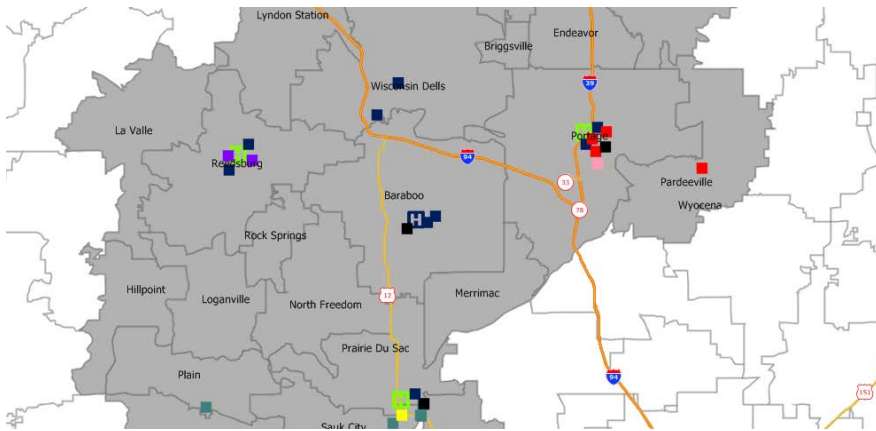 Lyndon Station
Endeavor
Briggsville
Wisconsin Dells
39
La Valle
Portage
Reedsburg
94
33
Pardeeville
Baraboo
Wyocena
78
H
Rock Springs
Hillpoint
Merrimac
12
Loganville
North Freedom
Prairie Du Sac
Plain
94
151
Sauk City